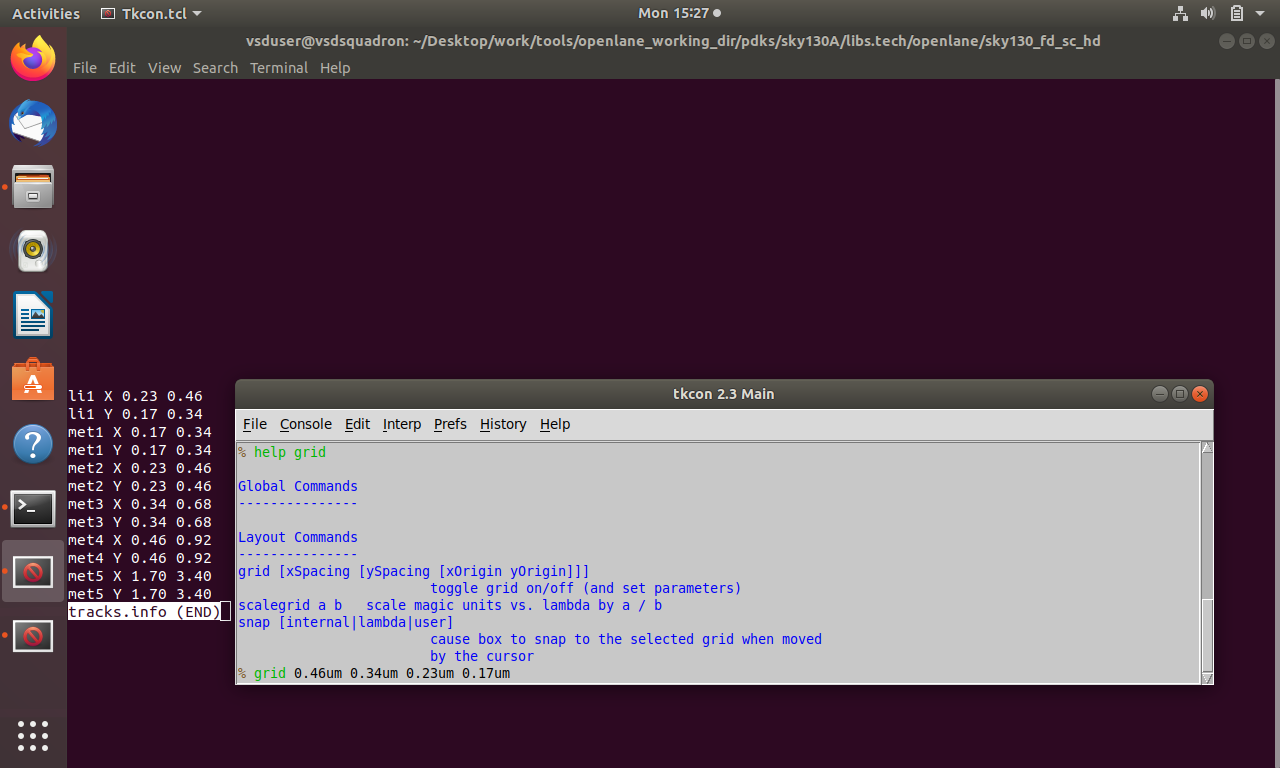 Activities
Tkcon.tcl
Mon 15:27
vsduser@vsdsquadron: ~/Desktop/work/tools/openlane_working_dir/pdks/sky130A/libs.tech/openlane/sky130_fd_sc_hd
File Edit View Search Terminal Help
li1 X 0.23 0.46
li1 Y 0.17 0.34
met1 X 0.17 0.34
met1 Y 0.17 0.34
met2 X 0.23 0.46
met2 Y 0.23 0.46
met3 X 0.34 0.68
met3 Y 0.34 0.68
met4 X 0.46 0.92
met4 Y 0.46 0.92
met5 X 1.70 3.40
met5 Y 1.70 3.40
tracks.info (END)
tkcon 2.3 Main
File Console Edit Interp Prefs History Help
% help grid
Global Commands
---------------
Layout Commands
---------------
grid [xSpacing [ySpacing [xOrigin yOrigin]]]
toggle grid on/off (and set parameters)
scalegrid a b   scale magic units vs. lambda by a / b
snap [internal|lambda|user]
cause box to snap to the selected grid when moved
by the cursor
% grid 0.46um 0.34um 0.23um 0.17um